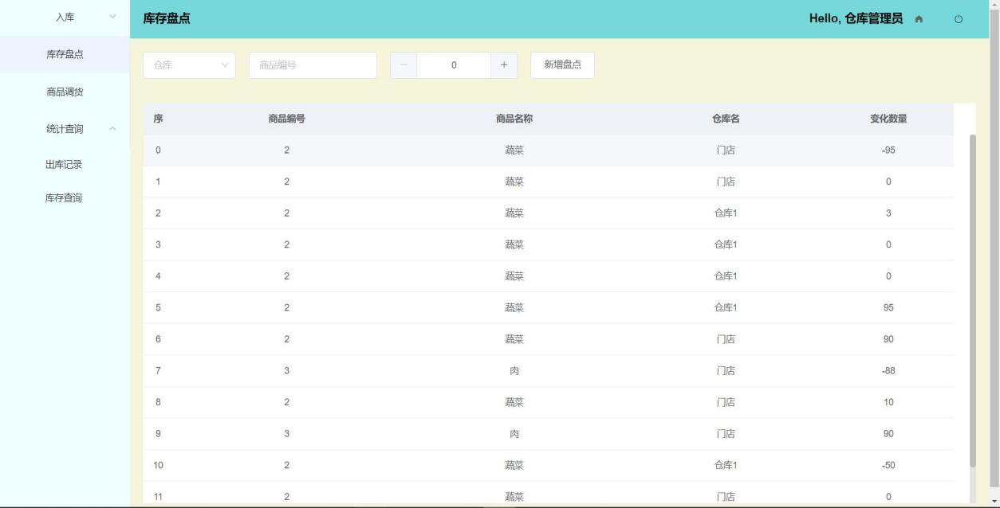 入库
库存盘点
商品调货
统计查询
出库记录
库存查询
库存盘点 Hello, 仓库管理员
仓库 商品编号 − 0 + 新增盘点
序 商品编号 商品名称 仓库名 变化数量
0 2 蔬菜 门店 -95
1 2 蔬菜 门店 0
2 2 蔬菜 仓库1 3
3 2 蔬菜 仓库1 0
4 2 蔬菜 仓库1 0
5 2 蔬菜 仓库1 95
6 2 蔬菜 门店 90
7 3 肉 门店 -88
8 2 蔬菜 门店 10
9 3 肉 门店 90
10 2 蔬菜 仓库1 -50
11 2 蔬菜 门店 0